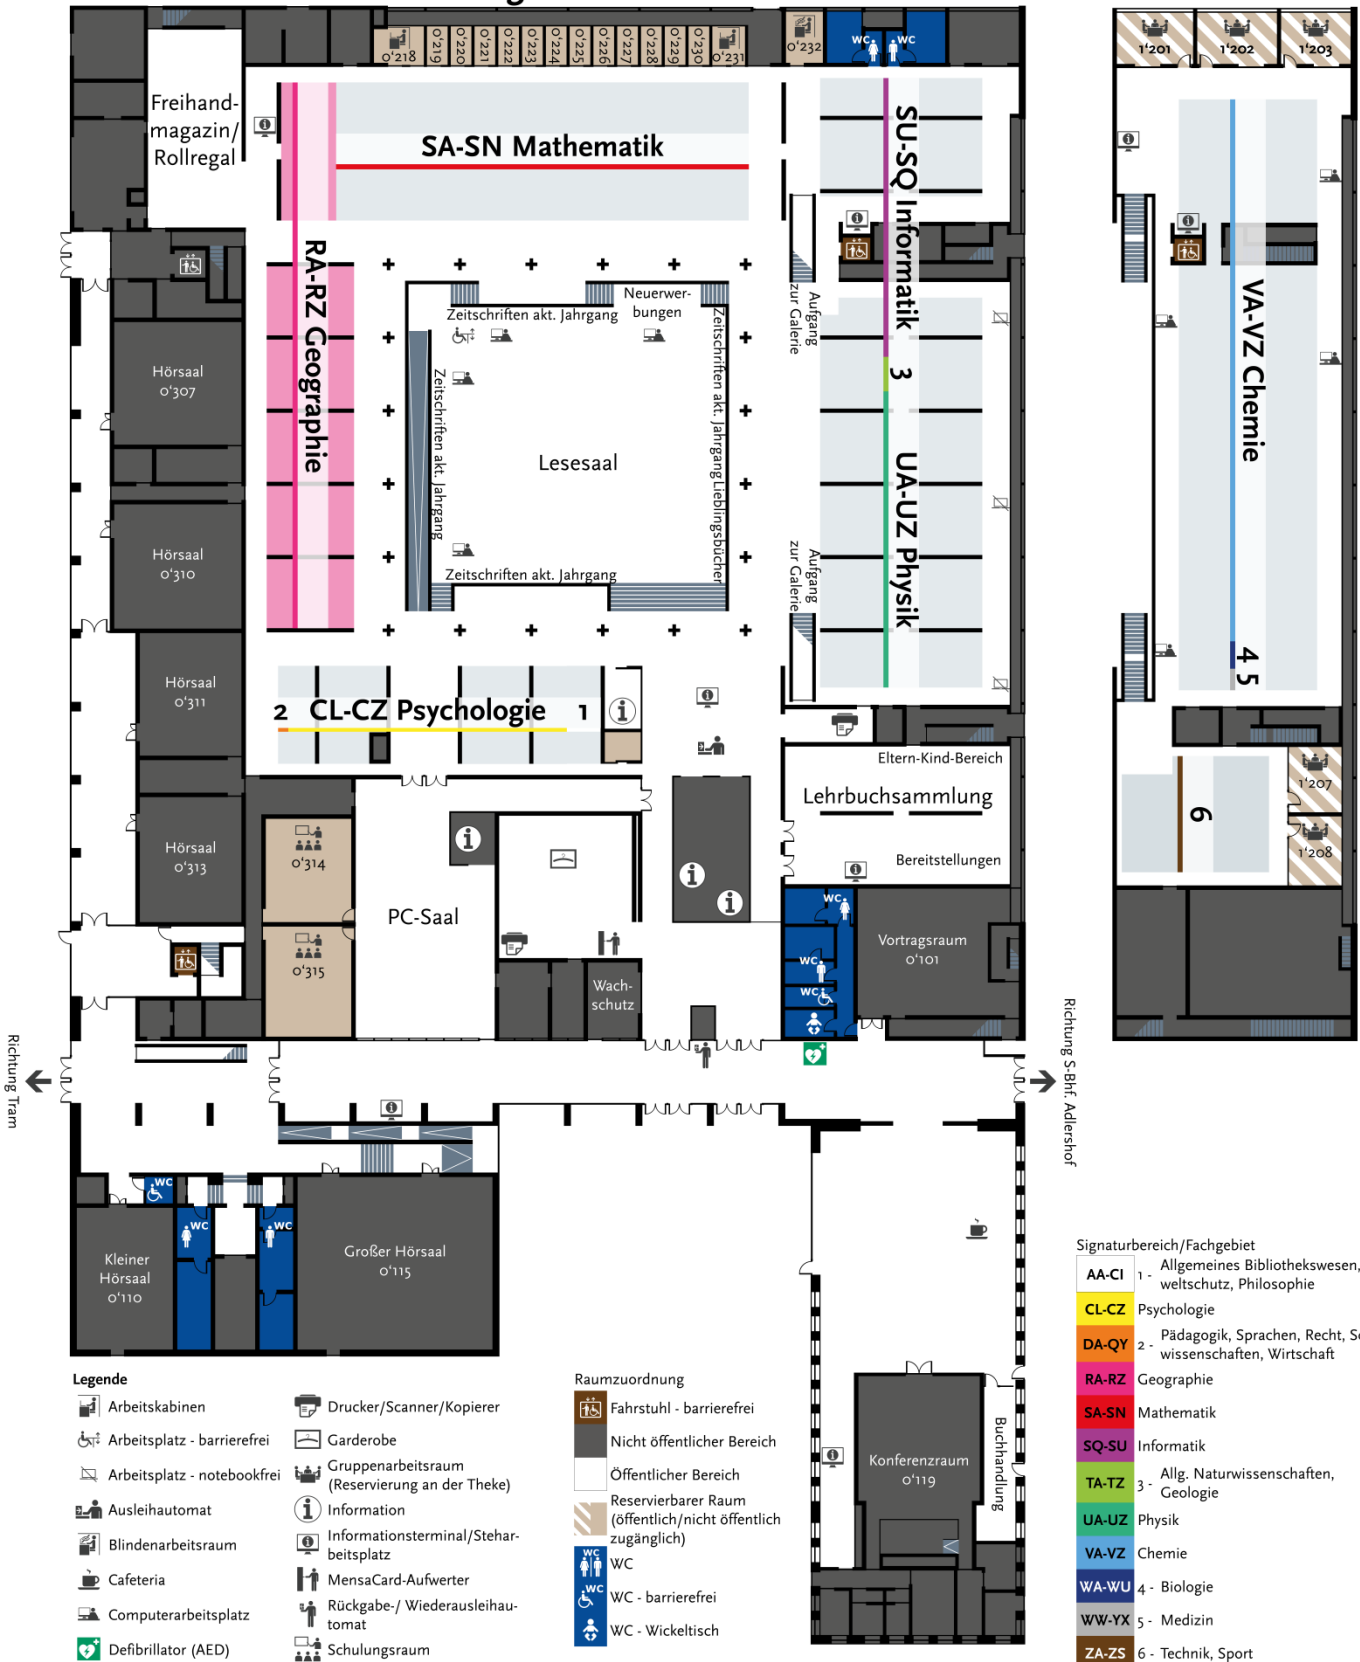 g
0‘218
0‘219
0‘220
0‘221
0‘222
0‘223
0‘224
0‘225
0‘226
0‘227
0‘228
0‘229
0‘230
0‘231
0‘232
WC
WC
1‘201
1‘202
1‘203
Freihand-
magazin/
Rollregal
SA-SN Mathematik
SU-SQ Informatik
RA-RZ Geographie
Aufgang
zur Galerie
Neuerwer-
bungen
Zeitschriften akt. Jahrgang
Zeitschriften akt. Jahrgang
Zeitschriften akt. Jahrgang
Lieblingsbücher
Lesesaal
Zeitschriften akt. Jahrgang
3
UA-UZ Physik
VA-VZ Chemie
Aufgang
zur Galerie
4
5
Hörsaal
0‘307
Hörsaal
0‘310
Hörsaal
0‘311
Hörsaal
0‘313
2
CL-CZ Psychologie
1
Eltern-Kind-Bereich
Lehrbuchsammlung
Bereitstellungen
6
1‘207
1‘208
0‘314
0‘315
PC-Saal
Wach-
schutz
WC
WC
WC
Vortragsraum
0‘101
Richtung Tram
Richtung S-Bhf. Adlershof
WC
WC
WC
Kleiner
Hörsaal
0‘110
Großer Hörsaal
0‘115
Konferenzraum
0‘119
Buchhandlung
Legende
Arbeitskabinen
Arbeitsplatz - barrierefrei
Arbeitsplatz - notebookfrei
Ausleihautomat
Blindenarbeitsraum
Cafeteria
Computerarbeitsplatz
Defibrillator (AED)
Drucker/Scanner/Kopierer
Garderobe
Gruppenarbeitsraum
(Reservierung an der Theke)
Information
Informationsterminal/Stehar-
beitsplatz
MensaCard-Aufwerter
Rückgabe-/ Wiederausleihau-
tomat
Schulungsraum
Raumzuordnung
Fahrstuhl - barrierefrei
Nicht öffentlicher Bereich
Öffentlicher Bereich
Reservierbarer Raum
(öffentlich/nicht öffentlich
zugänglich)
WC
WC
WC
WC - barrierefrei
WC - Wickeltisch
Signaturbereich/Fachgebiet
AA-CI 1 - Allgemeines Bibliothekswesen,
weltschutz, Philosophie
CL-CZ Psychologie
DA-QY 2 - Pädagogik, Sprachen, Recht, So
wissenschaften, Wirtschaft
RA-RZ Geographie
SA-SN Mathematik
SQ-SU Informatik
TA-TZ 3 - Allg. Naturwissenschaften,
Geologie
UA-UZ Physik
VA-VZ Chemie
WA-WU 4 - Biologie
WW-YX 5 - Medizin
ZA-ZS 6 - Technik, Sport